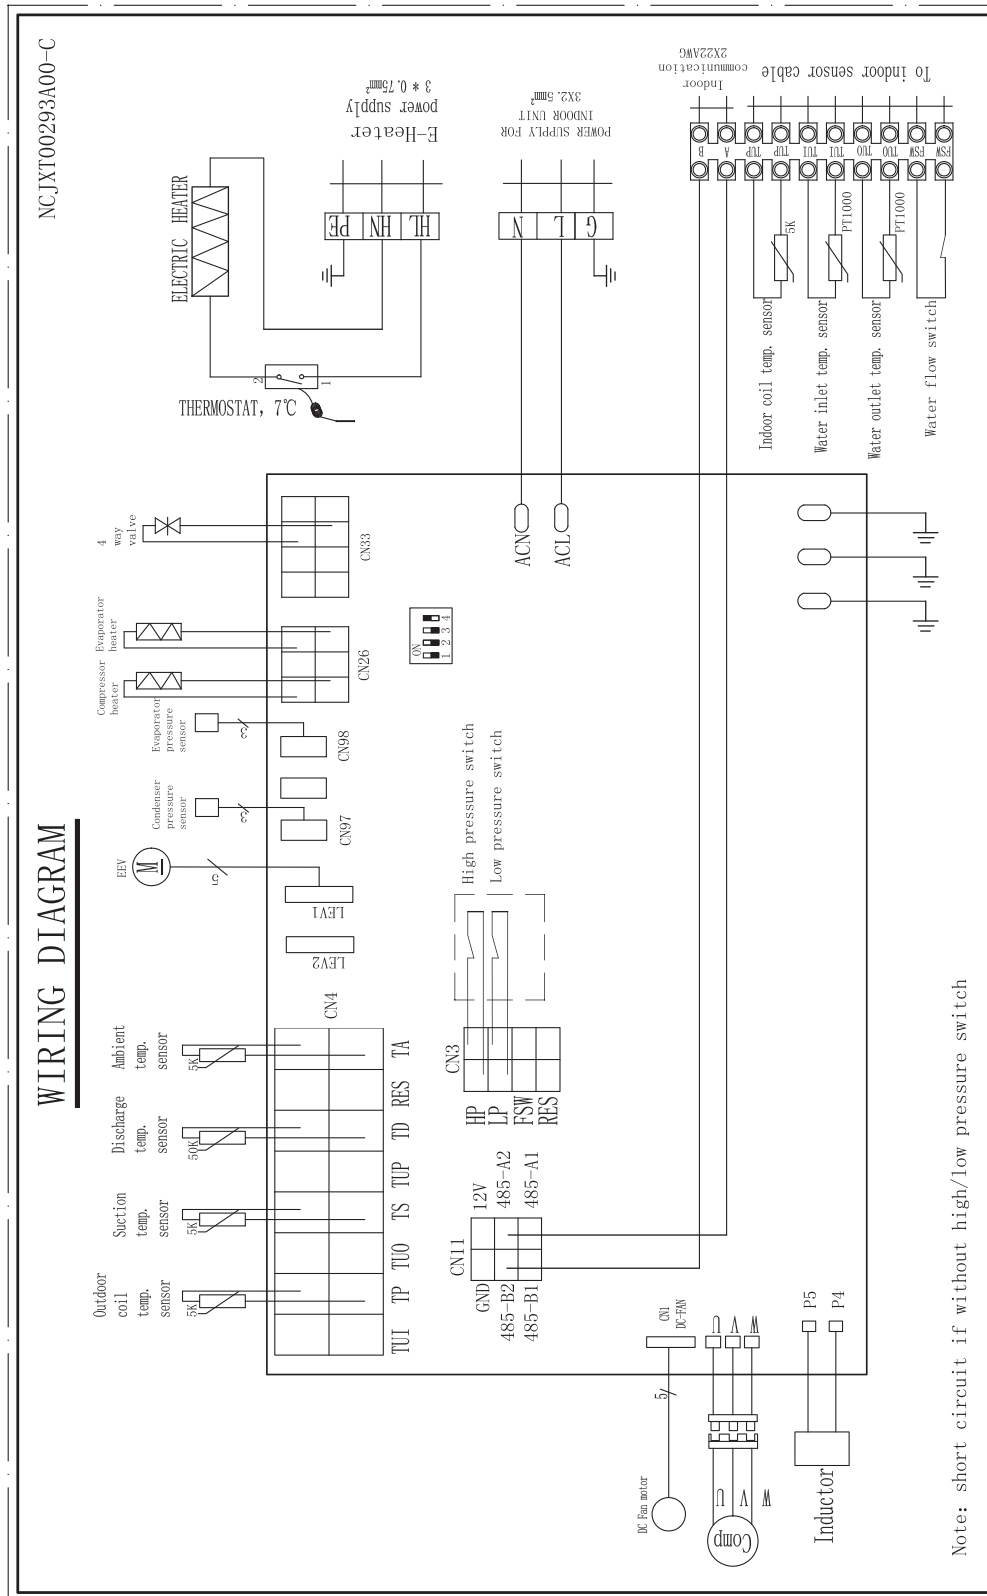 WIRING DIAGRAM
NCJXT00293A00-C
Outdoor
coil
temp.
sensor
5K
Suction
temp.
sensor
5K
Discharge
temp.
sensor
50K
Ambient
temp.
sensor
5K
EEV
M
5
Condenser
pressure
sensor
3
Evaporator
pressure
sensor
3
Compressor
heater
Evaporator
heater
4
way
valve
THERMOSTAT, 7℃
2
1
ELECTRIC HEATER
PE
HN
HL
E-Heater
power supply
3 * 0.75mm²
TUI
TP
TUO
TS
TUP
TD
RES
TA
CN4
LEV2
LEV1
CN97
CN98
CN26
CN33
ON
1 2 3 4
ACN
ACL
N
L
G
POWER SUPPLY FOR
INDOOR UNIT
3X2.5mm²
CN11
GND
12V
485-B2
485-A2
485-B1
485-A1
CN3
HP
LP
FSW
RES
High pressure switch
Low pressure switch
DC Fan motor
5
CN1
DC-FAN
Comp
U
V
W
U
V
W
Inductor
P5
P4
Indoor
communication
2X22AWG
To indoor sensor cable
B
A
TUP
TUP
TUI
TUI
TUO
TUO
FSW
FSW
5K
PT1000
PT1000
Indoor coil temp. sensor
Water inlet temp. sensor
Water outlet temp. sensor
Water flow switch
Note: short circuit if without high/low pressure switch